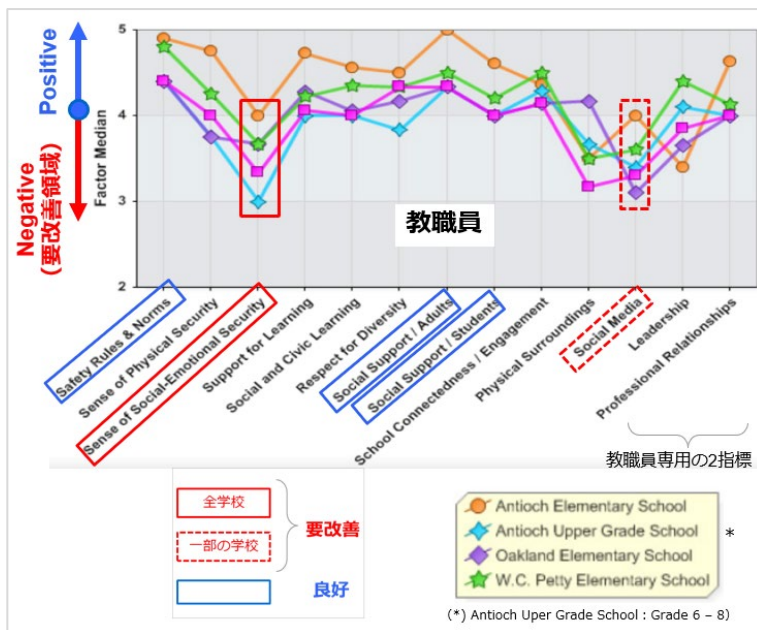 Positive
Negative
(要改善領域)
Factor Median
5
4
3
2
教職員
Safety Rules & Norms
Sense of Physical Security
Sense of Social-Emotional Security
Support for Learning
Social and Civic Learning
Respect for Diversity
Social Support / Adults
Social Support / Students
School Connectedness / Engagement
Physical Surroundings
Social Media
Leadership
Professional Relationships
教職員専用の2指標
全学校
一部の学校
要改善
良好
Antioch Elementary School
Antioch Upper Grade School
Oakland Elementary School
W.C. Petty Elementary School
*
(*) Antioch Uper Grade School : Grade 6 – 8)